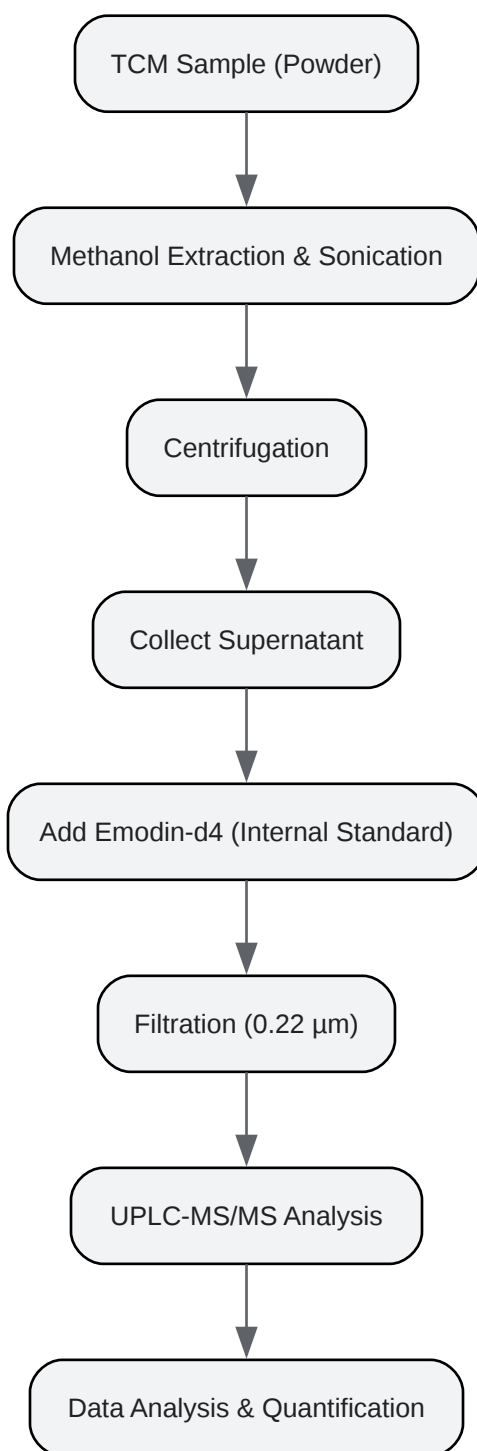 TCM Sample (Powder)
Methanol Extraction & Sonication
Centrifugation
Collect Supernatant
Add Emodin-d4 (Internal Standard)
Filtration (0.22 µm)
UPLC-MS/MS Analysis
Data Analysis & Quantification